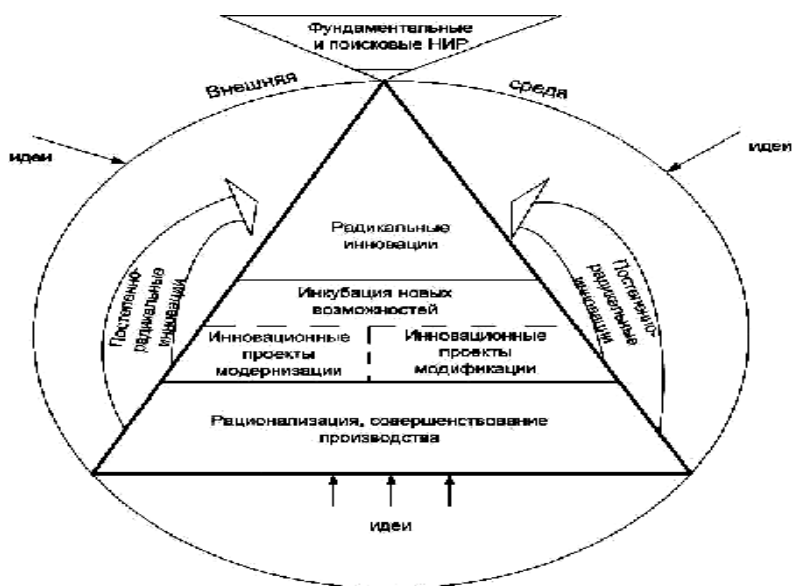 Фундаментальные
и поисковые НИР
Внешняя
среда
идеи
идеи
Радикальные
инновации
Постепенно-
радикальные
инновации
Постепенно-
радикальные
инновации
Инкубация новых
возможностей
Инновационные
проекты
модернизации
Инновационные
проекты
модификации
Рационализация, совершенствование
производства
идеи